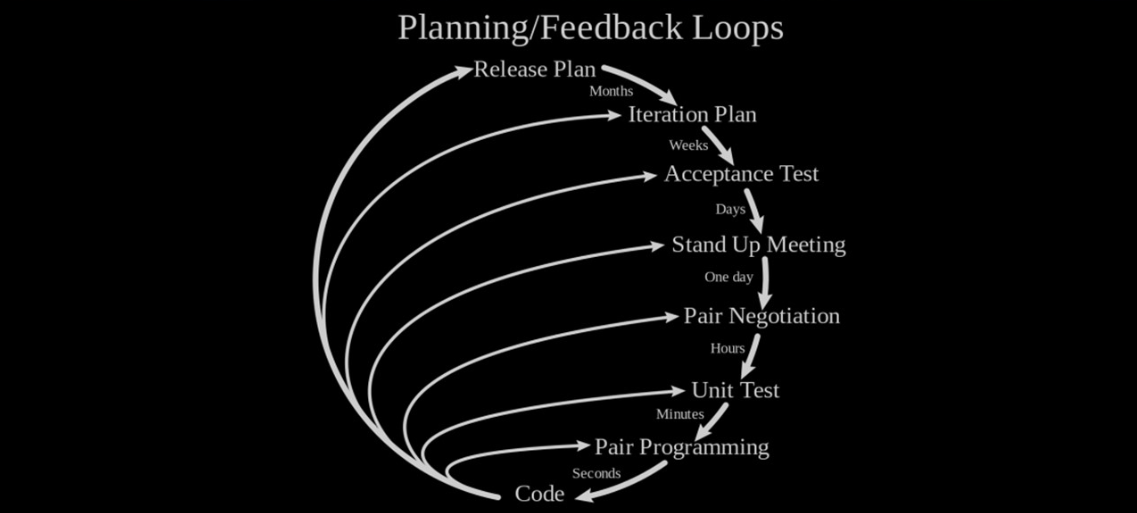 Planning/Feedback Loops
Release Plan
Months
Iteration Plan
Weeks
Acceptance Test
Days
Stand Up Meeting
One day
Pair Negotiation
Hours
Unit Test
Minutes
Pair Programming
Seconds
Code